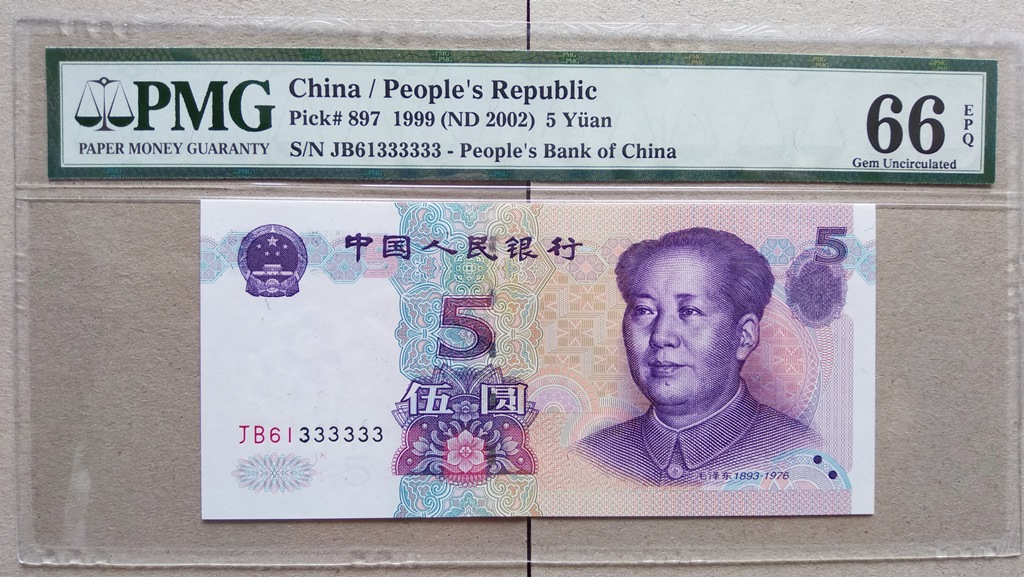 PMG
PAPER MONEY GUARANTY
China / People's Republic
Pick# 897 1999 (ND 2002) 5 Yüan
S/N JB61333333 - People's Bank of China
66
EPQ
Gem Uncirculated
中国人民银行
5
5
伍圆
JB61333333
毛泽东1893-1976